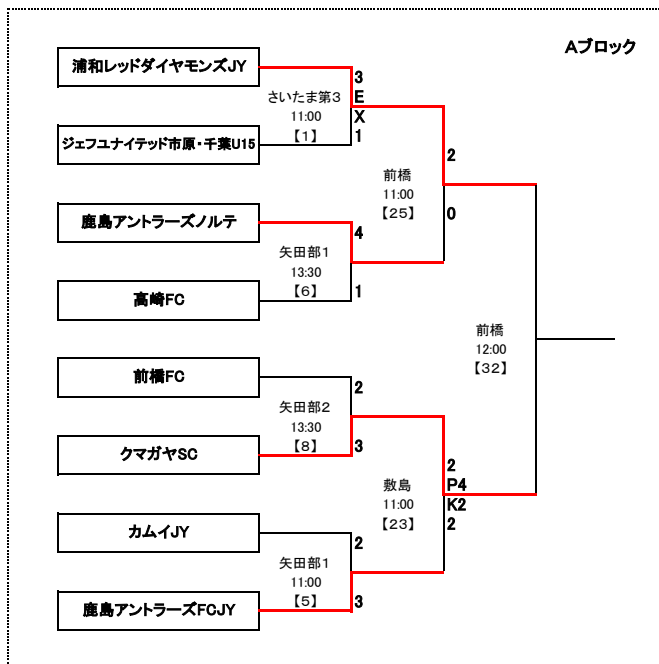 Aブロック
浦和レッドダイヤモンズJY
3
E
X
1
さいたま第3
11:00
【1】
ジェフユナイテッド市原・千葉U15
2
0
前橋
11:00
【25】
鹿島アントラーズノルテ
4
1
矢田部1
13:30
【6】
高崎FC
前橋
12:00
【32】
前橋FC
2
3
矢田部2
13:30
【8】
クマガヤSC
2
P4
K2
2
敷島
11:00
【23】
カムイJY
2
3
矢田部1
11:00
【5】
鹿島アントラーズFCJY